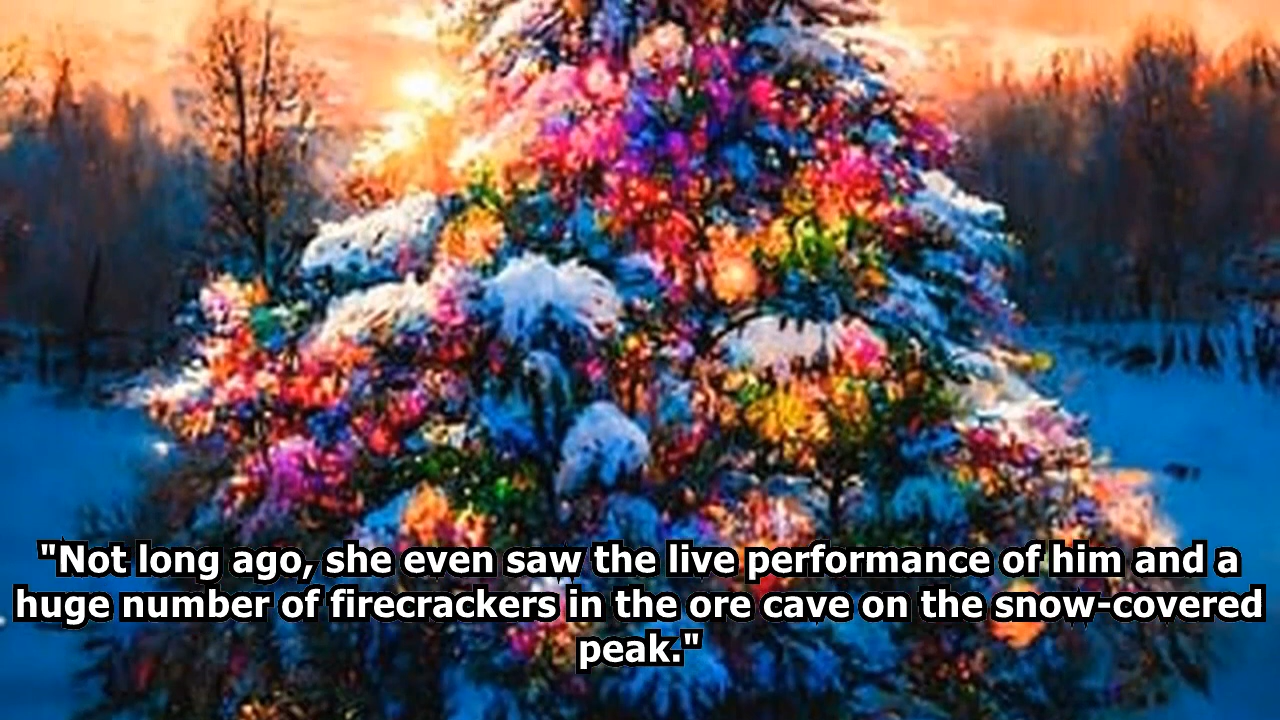 "Not long ago, she even saw the live performance of him and a
huge number of firecrackers in the ore cave on the snow-covered
peak."